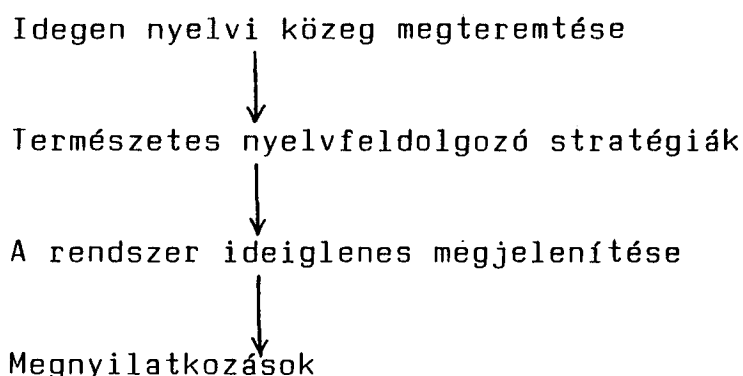 Idegen nyelvi közeg megteremtése
Természetes nyelvfeldolgozó stratégiák
A rendszer ideiglenes megjelenítése
Megnyilatkozások